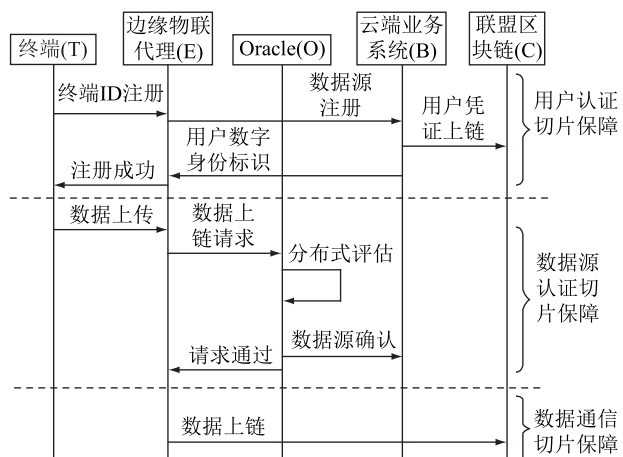 终端(T)
边缘物联
代理(E)
Oracle(O)
云端业务
系统(B)
联盟区
块链(C)
终端ID注册
数据源
注册
用户凭
证上链
用户认证
切片保障
用户数字
身份标识
注册成功
数据上传
数据上
链请求
分布式评估
数据源
认证切
片保障
数据源确认
请求通过
数据上链
数据通信
切片保障